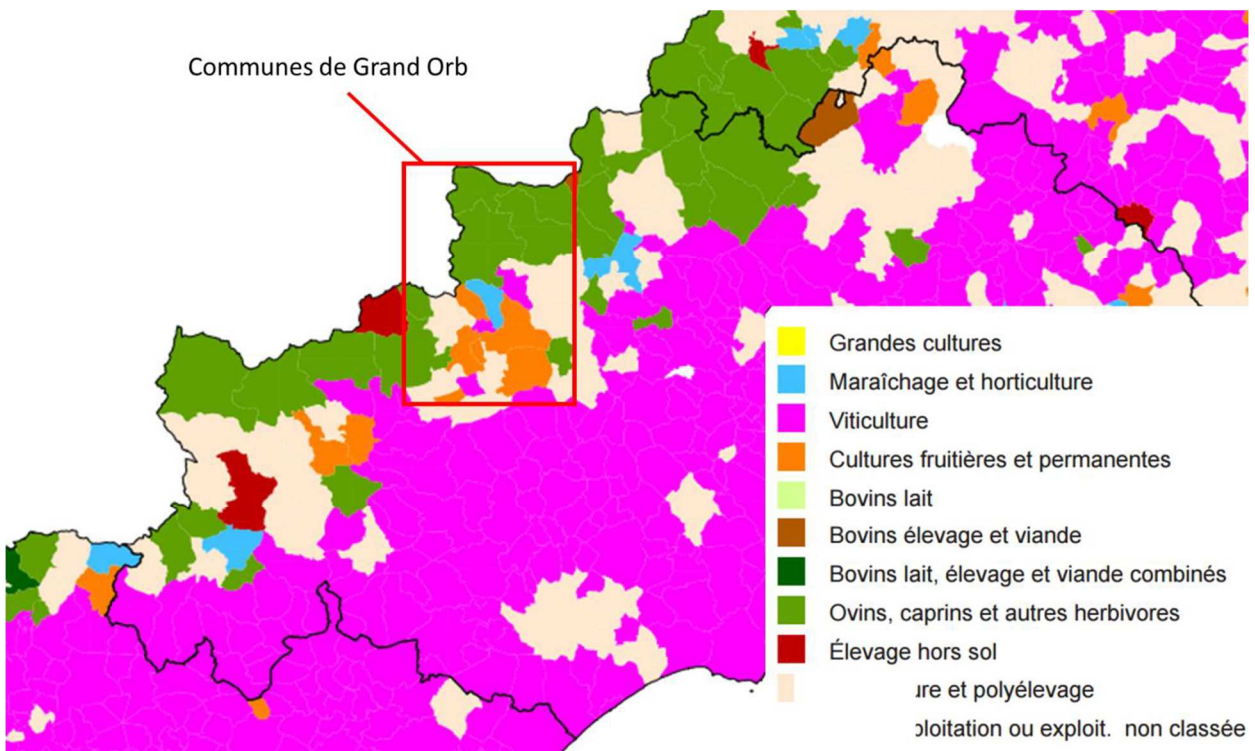 Communes de Grand Orb
Grandes cultures
Maraîchage et horticulture
Viticulture
Cultures fruitières et permanentes
Bovins lait
Bovins élevage et viande
Bovins lait, élevage et viande combinés
Ovins, caprins et autres herbivores
Élevage hors sol
et polyélevage
ou exploit. non classée